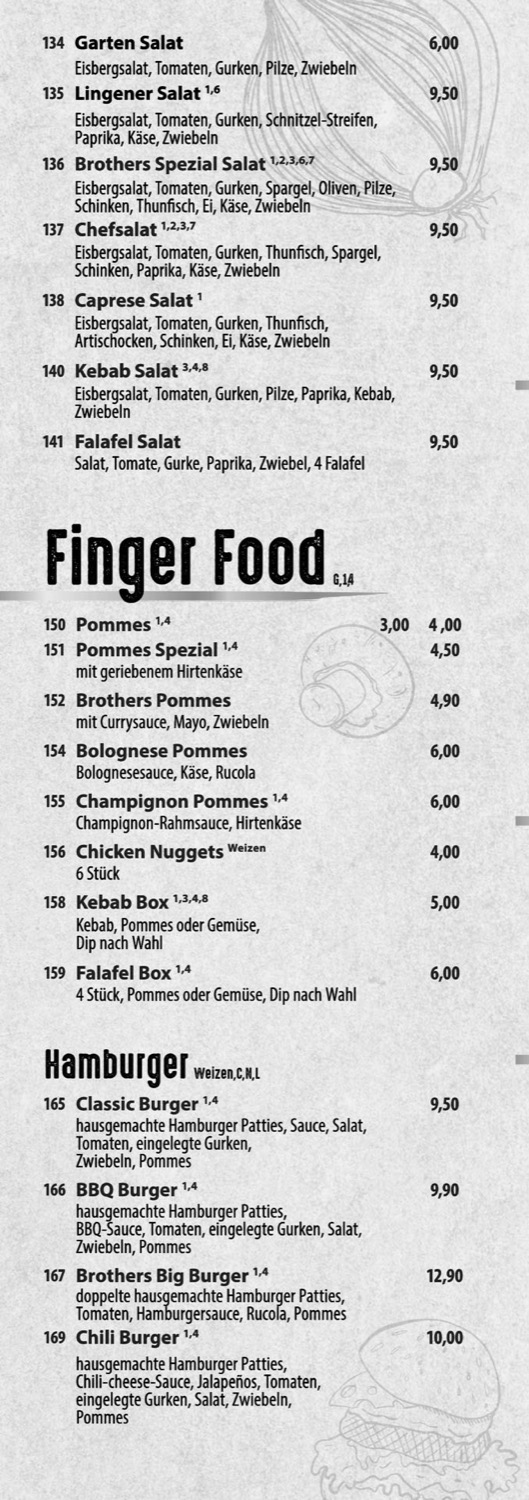 134 Garten Salat 6,00
Eisbergsalat, Tomaten, Gurken, Pilze, Zwiebeln
135 Lingener Salat 1,6 9,50
Eisbergsalat, Tomaten, Gurken, Schnitzel-Streifen,
Paprika, Käse, Zwiebeln
136 Brothers Spezial Salat 1,2,3,6,7 9,50
Eisbergsalat, Tomaten, Gurken, Spargel, Oliven, Pilze,
Schinken, Thunfisch, Ei, Käse, Zwiebeln
137 Chefsalat 1,2,3,7 9,50
Eisbergsalat, Tomaten, Gurken, Thunfisch, Spargel,
Schinken, Paprika, Käse, Zwiebeln
138 Caprese Salat 1 9,50
Eisbergsalat, Tomaten, Gurken, Thunfisch,
Artischocken, Schinken, Ei, Käse, Zwiebeln
140 Kebab Salat 3,4,8 9,50
Eisbergsalat, Tomaten, Gurken, Pilze, Paprika, Kebab,
Zwiebeln
141 Falafel Salat 9,50
Salat, Tomate, Gurke, Paprika, Zwiebel, 4 Falafel
Finger Food G,1,4
150 Pommes 1,4 3,00 4 ,00
151 Pommes Spezial 1,4 4,50
mit geriebenem Hirtenkäse
152 Brothers Pommes 4,90
mit Currysauce, Mayo, Zwiebeln
154 Bolognese Pommes 6,00
Bolognesesauce, Käse, Rucola
155 Champignon Pommes 1,4 6,00
Champignon-Rahmsauce, Hirtenkäse
156 Chicken Nuggets Weizen 4,00
6 Stück
158 Kebab Box 1,3,4,8 5,00
Kebab, Pommes oder Gemüse,
Dip nach Wahl
159 Falafel Box 1,4 6,00
4 Stück, Pommes oder Gemüse, Dip nach Wahl
Hamburger Weizen,C,N,L
165 Classic Burger 1,4 9,50
hausgemachte Hamburger Patties, Sauce, Salat,
Tomaten, eingelegte Gurken,
Zwiebeln, Pommes
166 BBQ Burger 1,4 9,90
hausgemachte Hamburger Patties,
BBQ-Sauce, Tomaten, eingelegte Gurken, Salat,
Zwiebeln, Pommes
167 Brothers Big Burger 1,4 12,90
doppelte hausgemachte Hamburger Patties,
Tomaten, Hamburgersauce, Rucola, Pommes
169 Chili Burger 1,4 10,00
hausgemachte Hamburger Patties,
Chili-cheese-Sauce, Jalapeños, Tomaten,
eingelegte Gurken, Salat, Zwiebeln,
Pommes